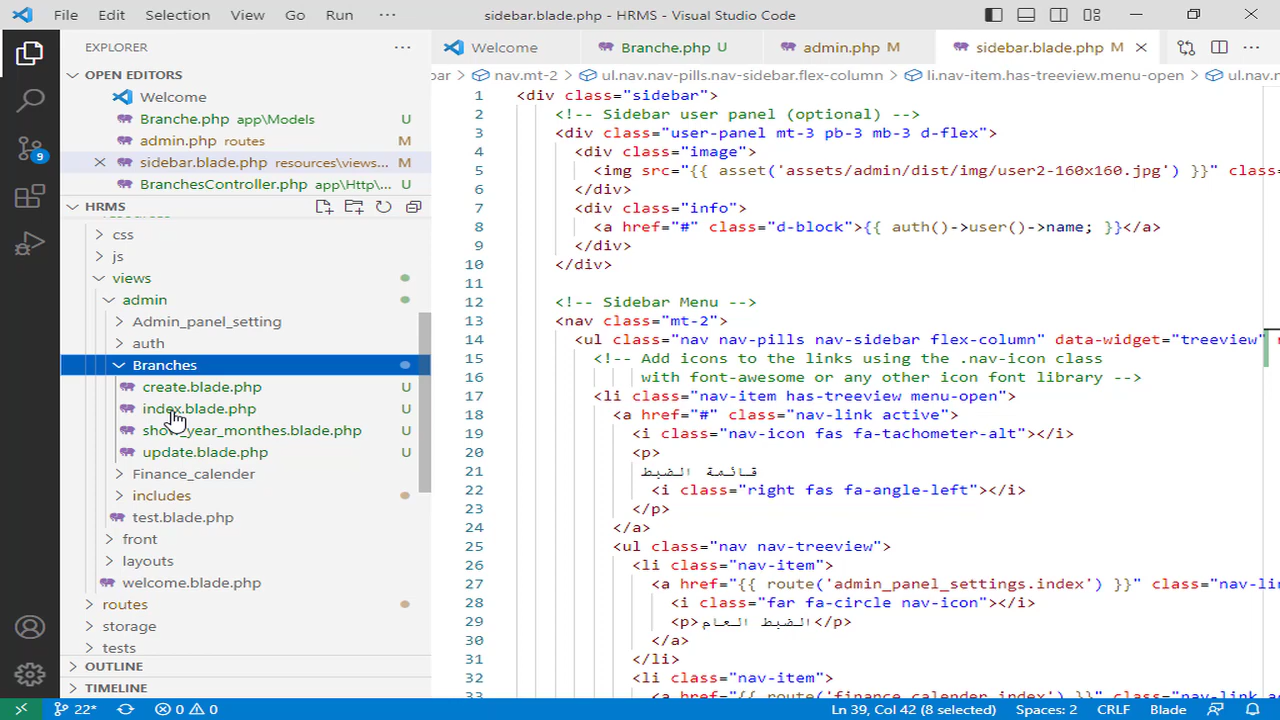 File Edit Selection View Go Run ··· sidebar.blade.php - HRMS - Visual Studio Code
EXPLORER ···
OPEN EDITORS
Welcome
Branche.php app\Models U
admin.php routes M
sidebar.blade.php resources\views... M
BranchesController.php app\Http\... U
HRMS
css
js
views
admin
Admin_panel_setting
auth
Branches
create.blade.php U
index.blade.php U
show_year_monthes.blade.php U
update.blade.php U
Finance_calender
includes
test.blade.php
front
layouts
welcome.blade.php
routes
storage
tests
OUTLINE
TIMELINE
9
Welcome Branche.php U admin.php M sidebar.blade.php M ···
bar > nav.mt-2 > ul.nav.nav-pills.nav-sidebar.flex-column > li.nav-item.has-treeview.menu-open > ul.nav.n
1 <div class="sidebar">
2 <!-- Sidebar user panel (optional) -->
3 <div class="user-panel mt-3 pb-3 mb-3 d-flex">
4 <div class="image">
5 <img src="{{ asset('assets/admin/dist/img/user2-160x160.jpg') }}" class
6 </div>
7 <div class="info">
8 <a href="#" class="d-block">{{ auth()->user()->name; }}</a>
9 </div>
10 </div>
11
12 <!-- Sidebar Menu -->
13 <nav class="mt-2">
14 <ul class="nav nav-pills nav-sidebar flex-column" data-widget="treeview"
15 <!-- Add icons to the links using the .nav-icon class
16 with font-awesome or any other icon font library -->
17 <li class="nav-item has-treeview menu-open">
18 <a href="#" class="nav-link active">
19 <i class="nav-icon fas fa-tachometer-alt"></i>
20 <p>
21 قائمة الضبط
22 <i class="right fas fa-angle-left"></i>
23 </p>
24 </a>
25 <ul class="nav nav-treeview">
26 <li class="nav-item">
27 <a href="{{ route('admin_panel_settings.index') }}" class="nav-l
28 <i class="far fa-circle nav-icon"></i>
29 <p>الضبط العام</p>
30 </a>
31 </li>
32 <li class="nav-item">
33 <a href="{{ route('finance_calender.index') }}" class="nav-l
22* 0 0 Ln 39, Col 42 (8 selected) Spaces: 2 CRLF Blade